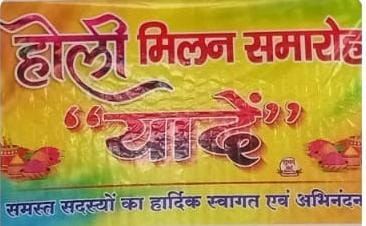 होली मिलन समारोह
“यादें”
समस्त सदस्यों का हार्दिक स्वागत एवं अभिनंदन